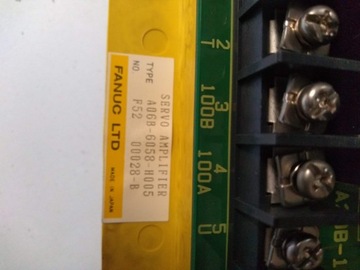 SERVO AMPLIFIER
TYPE A06B-6058-H005
NO. F52 00028-B
FANUC LTD
MADE IN JAPAN
2 3 4 5
T 100B 100A U